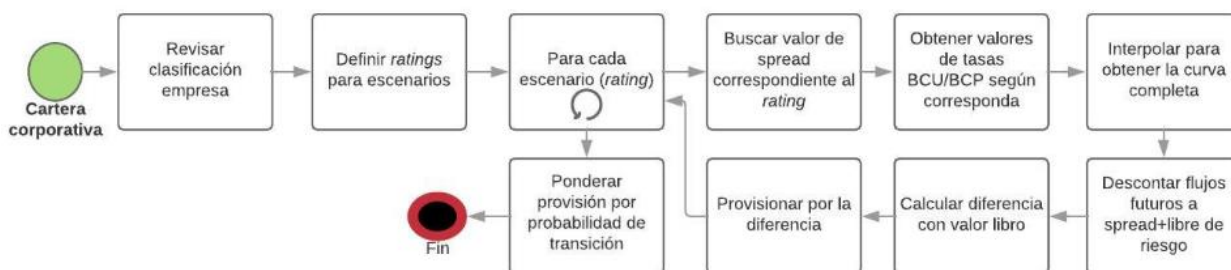 Cartera
corporativa
Revisar
clasificación
empresa
Definir ratings
para escenarios
Para cada
escenario (rating)
Buscar valor de
spread
correspondiente al
rating
Obtener valores
de tasas
BCU/BCP según
corresponda
Interpolar para
obtener la curva
completa
Descontar flujos
futuros a
spread+libre de
riesgo
Calcular diferencia
con valor libro
Provisionar por la
diferencia
Ponderar
provisión por
probabilidad de
transición
Fin